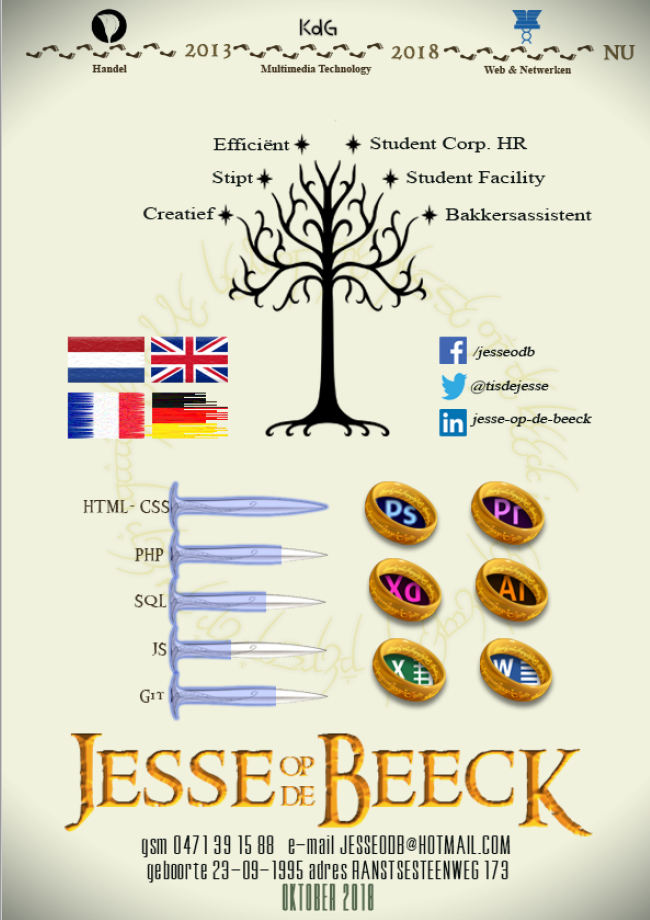 KdG
2013 2018 NU
Handel Multimedia Technology Web & Netwerken
Efficiënt Student Corp. HR
Stipt Student Facility
Creatief Bakkersassistent
/jesseodb
@tisdejesse
in jesse-op-de-beeck
HTML- CSS
PHP
SQL
JS
GIT
Ps Pi
Xd Ai
X W
JESSE OP DE BEECK
gsm 0471 39 15 88 e-mail JESSEODB@HOTMAIL.COM
geboorte 23-09-1995 adres RANSTSESTEENWEG 173
OKTOBER 2018